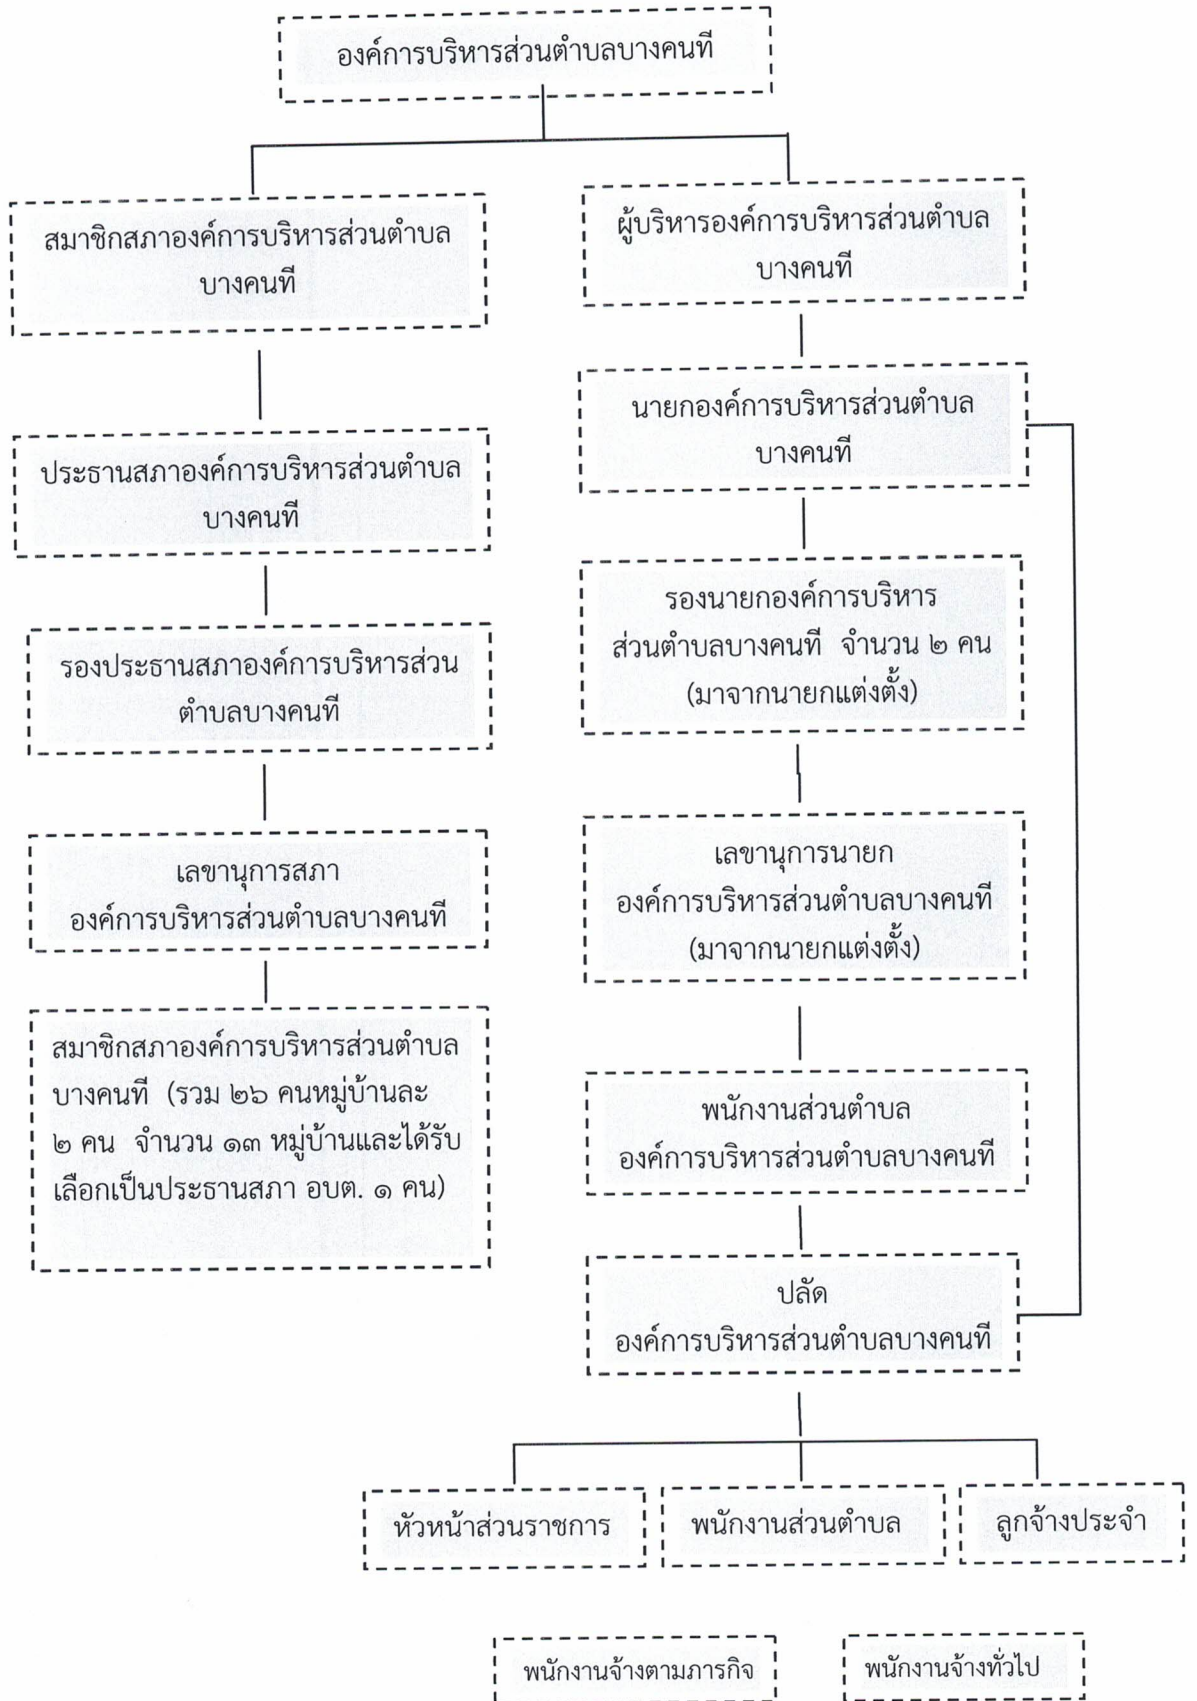 องค์การบริหารส่วนตำบลบางคนที
สมาชิกสภาองค์การบริหารส่วนตำบล
บางคนที
ผู้บริหารองค์การบริหารส่วนตำบล
บางคนที
ประธานสภาองค์การบริหารส่วนตำบล
บางคนที
นายกองค์การบริหารส่วนตำบล
บางคนที
รองประธานสภาองค์การบริหารส่วน
ตำบลบางคนที
รองนายกองค์การบริหาร
ส่วนตำบลบางคนที จำนวน ๒ คน
(มาจากนายกแต่งตั้ง)
เลขานุการสภา
องค์การบริหารส่วนตำบลบางคนที
เลขานุการนายก
องค์การบริหารส่วนตำบลบางคนที
(มาจากนายกแต่งตั้ง)
สมาชิกสภาองค์การบริหารส่วนตำบล
บางคนที (รวม ๒๖ คนหมู่บ้านละ
๒ คน จำนวน ๑๓ หมู่บ้านและได้รับ
เลือกเป็นประธานสภา อบต. ๑ คน)
พนักงานส่วนตำบล
องค์การบริหารส่วนตำบลบางคนที
ปลัด
องค์การบริหารส่วนตำบลบางคนที
หัวหน้าส่วนราชการ
พนักงานส่วนตำบล
ลูกจ้างประจำ
พนักงานจ้างตามภารกิจ
พนักงานจ้างทั่วไป